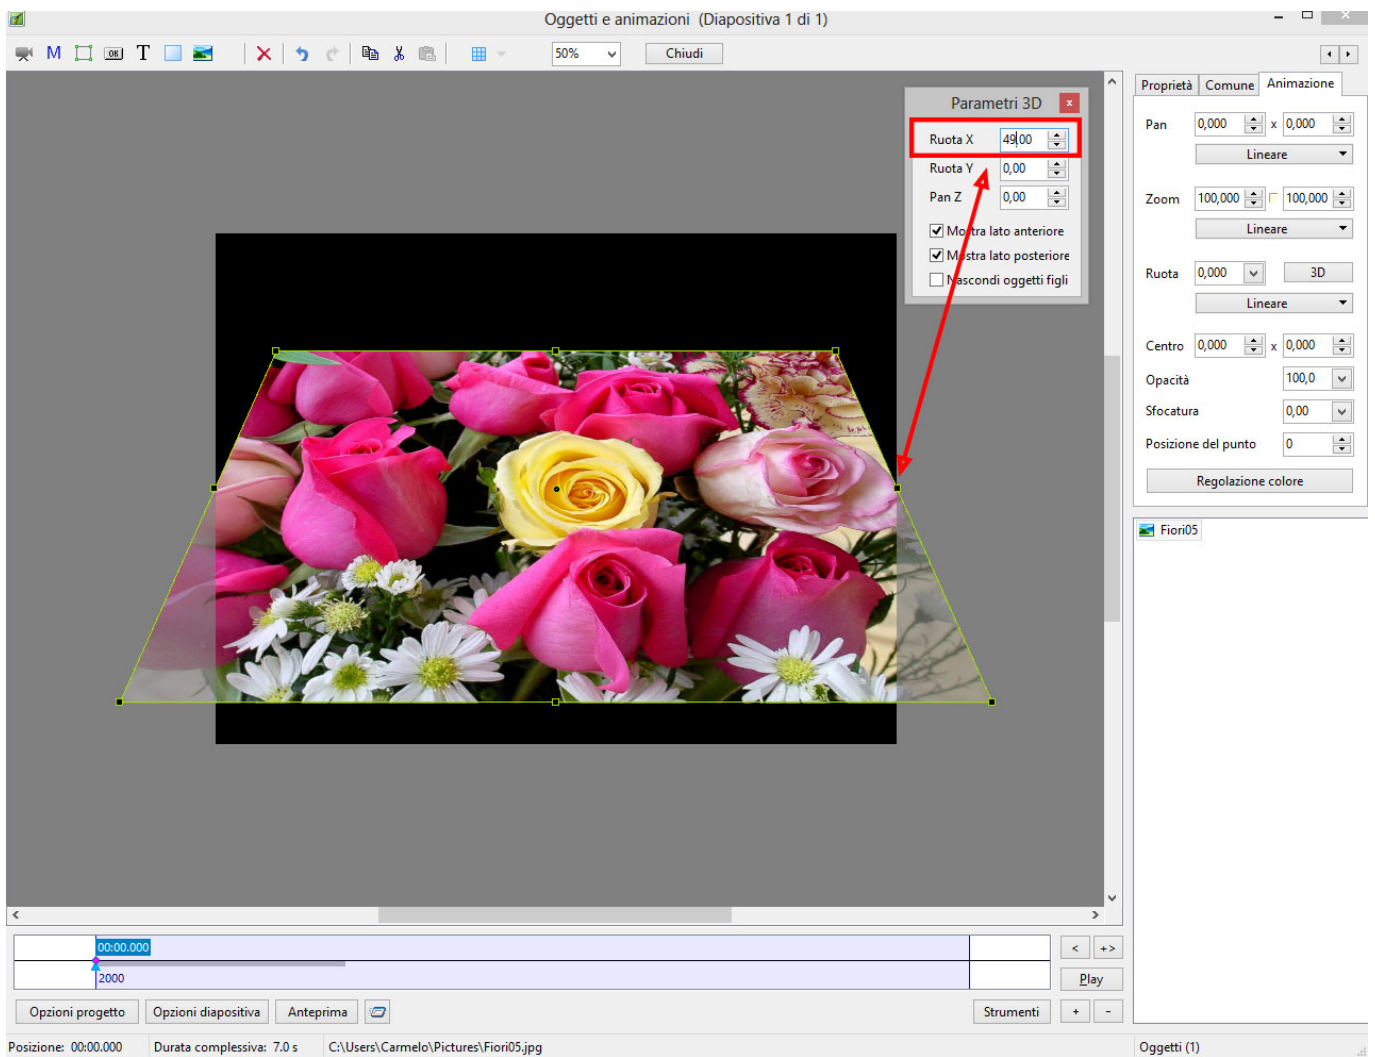 Oggetti e animazioni (Diapositiva 1 di 1)
M OK T 50% Chiudi
Parametri 3D
Ruota X 49,00
Ruota Y 0,00
Pan Z 0,00
Mostra lato anteriore
Mostra lato posteriore
Nascondi oggetti figli
Proprietà Comune Animazione
Pan 0,000 x 0,000
Lineare
Zoom 100,000 100,000
Lineare
Ruota 0,000 3D
Lineare
Centro 0,000 x 0,000
Opacità 100,0
Sfocatura 0,00
Posizione del punto 0
Regolazione colore
Fiori05
00:00.000
2000
< +>
Play
Opzioni progetto Opzioni diapositiva Anteprima Strumenti + -
Posizione: 00:00.000 Durata complessiva: 7.0 s C:\Users\Carmelo\Pictures\Fiori05.jpg Oggetti (1)